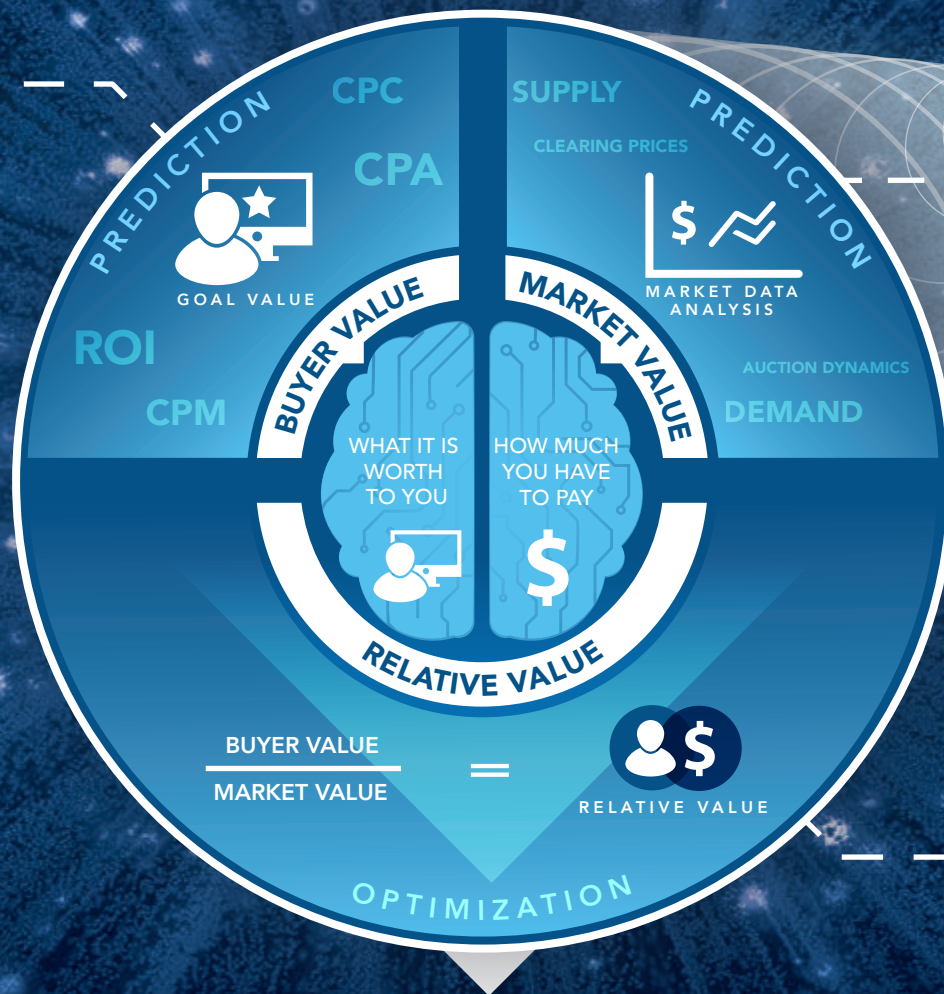 PREDICTION
CPC
CPA
GOAL VALUE
ROI
CPM
BUYER VALUE
PREDICTION
SUPPLY
CLEARING PRICES
$
MARKET DATA
ANALYSIS
AUCTION DYNAMICS
DEMAND
MARKET VALUE
WHAT IT IS
WORTH
TO YOU
HOW MUCH
YOU HAVE
TO PAY
$
RELATIVE VALUE
BUYER VALUE
MARKET VALUE
=
$
RELATIVE VALUE
OPTIMIZATION